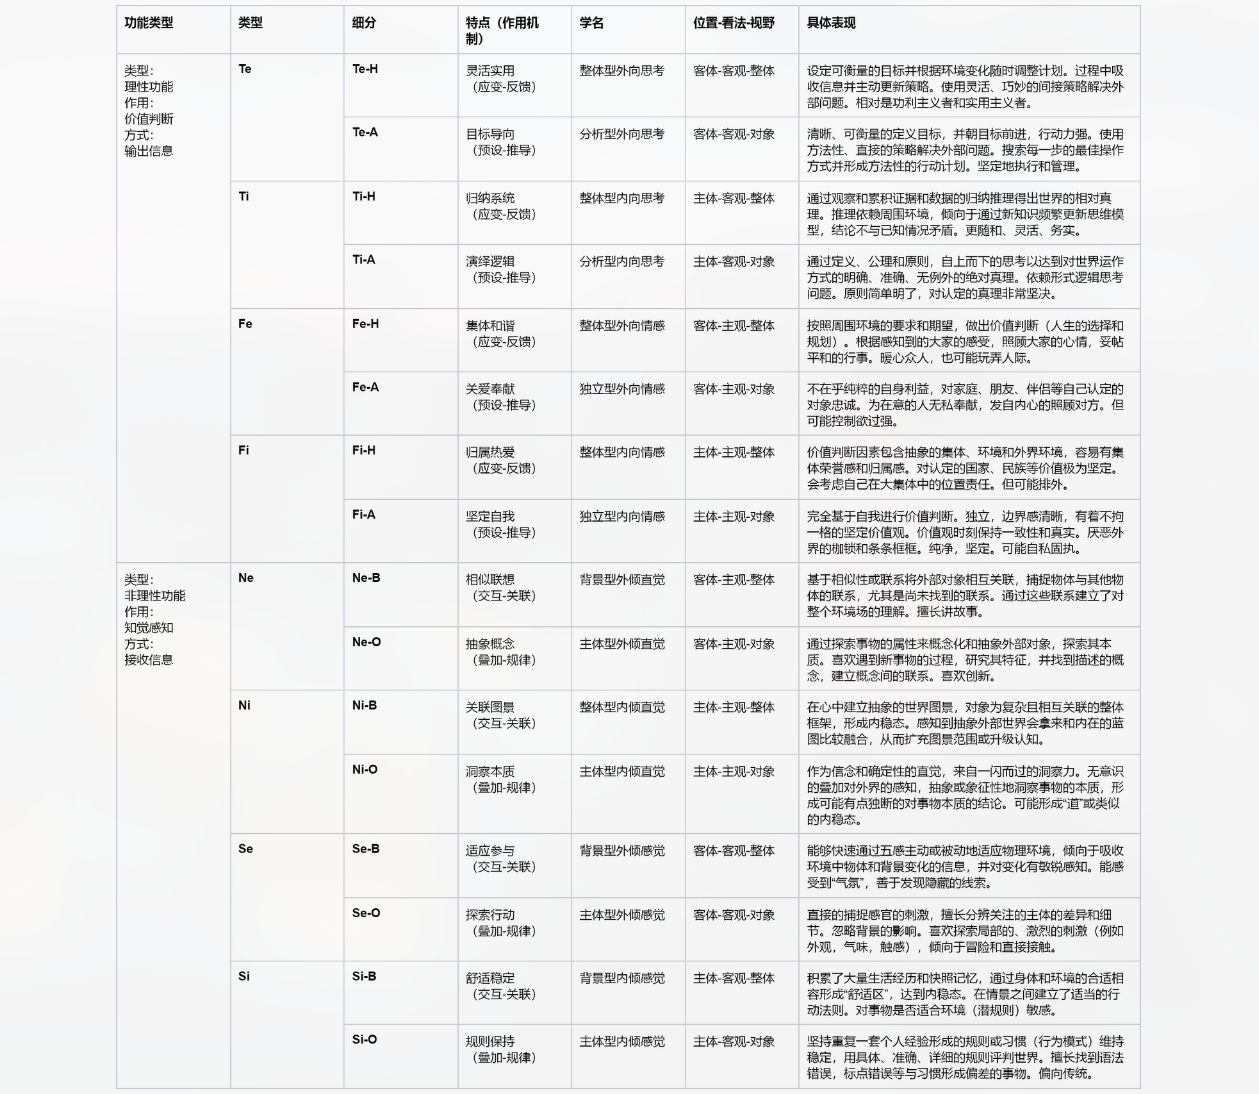 功能类型
类型
细分
特点（作用机
制）
学名
位置-看法-视野
具体表现
类型：
理性功能
作用：
价值判断
方式：
输出信息
Te
Te-H
灵活实用
（应变-反馈）
整体型外向思考
客体-客观-整体
设定可衡量的目标并根据环境变化随时调整计划。过程中吸
收信息并主动更新策略。使用灵活、巧妙的间接策略解决外
部问题。相对是功利主义者和实用主义者。
Te-A
目标导向
（预设-推导）
分析型外向思考
客体-客观-对象
清晰、可衡量的定义目标，并朝目标前进，行动力强。使用
方法性、直接的策略解决外部问题。搜索每一步的最佳操作
方式并形成方法性的行动计划。坚定地执行和管理。
Ti
Ti-H
归纳系统
（应变-反馈）
整体型内向思考
主体-客观-整体
通过观察和累积证据和数据的归纳推理得出世界的相对真
理。推理依赖周围环境，倾向于通过新知识频繁更新思维模
型，结论不与已知情况矛盾。更随和、灵活、务实。
Ti-A
演绎逻辑
（预设-推导）
分析型内向思考
主体-客观-对象
通过定义、公理和原则，自上而下的思考以达到对世界运作
方式的明确、准确、无例外的绝对真理。依赖形式逻辑思考
问题。原则简单明了，对认定的真理非常坚决。
Fe
Fe-H
集体和谐
（应变-反馈）
整体型外向情感
客体-主观-整体
按照周围环境的要求和期望，做出价值判断（人生的选择和
规划）。根据感知到的大家的感受，照顾大家的心情，妥帖
平和的行事。暖心众人，也可能玩弄人际。
Fe-A
关爱奉献
（预设-推导）
独立型外向情感
客体-主观-对象
不在乎纯粹的自身利益，对家庭、朋友、伴侣等自己认定的
对象忠诚。为在意的人无私奉献，发自内心的照顾对方。但
可能控制欲过强。
Fi
Fi-H
归属热爱
（应变-反馈）
整体型内向情感
主体-主观-整体
价值判断因素包含抽象的集体、环境和外界环境，容易有集
体荣誉感和归属感。对认定的国家、民族等价值极为坚定。
会考虑自己在大集体中的位置责任。但可能排外。
Fi-A
坚定自我
（预设-推导）
独立型内向情感
主体-主观-对象
完全基于自我进行价值判断。独立，边界感清晰，有着不拘
一格的坚定价值观。价值观时刻保持一致性和真实。厌恶外
界的枷锁和条条框框。纯净，坚定。可能自私固执。
类型：
非理性功能
作用：
知觉感知
方式：
接收信息
Ne
Ne-B
相似联想
（交互-关联）
背景型外倾直觉
客体-主观-整体
基于相似性或联系将外部对象相互关联，捕捉物体与其他物
体的联系，尤其是尚未找到的联系。通过这些联系建立了对
整个环境场的理解。擅长讲故事。
Ne-O
抽象概念
（叠加-规律）
主体型外倾直觉
客体-主观-对象
通过探索事物的属性来概念化和抽象外部对象，探索其本
质。喜欢遇到新事物的过程，研究其特征，并找到描述的概
念，建立概念间的联系。喜欢创新。
Ni
Ni-B
关联图景
（交互-关联）
整体型内倾直觉
主体-主观-整体
在心中建立抽象的世界图景，对象为复杂且相互关联的整体
框架，形成内稳态。感知到抽象外部世界会拿来和内在的蓝
图比较融合，从而扩充图景范围或升级认知。
Ni-O
洞察本质
（叠加-规律）
主体型内倾直觉
主体-主观-对象
作为信念和确定性的直觉，来自一闪而过的洞察力。无意识
的叠加对外界的感知，抽象或象征性地洞察事物的本质，形
成可能有点独断的对事物本质的结论。可能形成“道”或类似
的内稳态。
Se
Se-B
适应参与
（交互-关联）
背景型外倾感觉
客体-客观-整体
能够快速通过五感主动或被动地适应物理环境，倾向于吸收
环境中物体和背景变化的信息，并对变化有敏锐感知。能感
受到“气氛”，善于发现隐藏的线索。
Se-O
探索行动
（叠加-规律）
主体型外倾感觉
客体-客观-对象
直接的捕捉感官的刺激，擅长分辨关注的主体的差异和细
节。忽略背景的影响。喜欢探索局部的、激烈的刺激（例如
外观，气味，触感），倾向于冒险和直接接触。
Si
Si-B
舒适稳定
（交互-关联）
背景型内倾感觉
主体-客观-整体
积累了大量生活经历和快照记忆，通过身体和环境的合适相
容形成“舒适区”，达到内稳态。在情景之间建立了适当的行
动法则。对事物是否适合环境（潜规则）敏感。
Si-O
规则保持
（叠加-规律）
主体型内倾感觉
主体-客观-对象
坚持重复一套个人经验形成的规则或习惯（行为模式）维持
稳定，用具体、准确、详细的规则评判世界。擅长找到语法
错误，标点错误等与习惯形成偏差的事物。偏向传统。